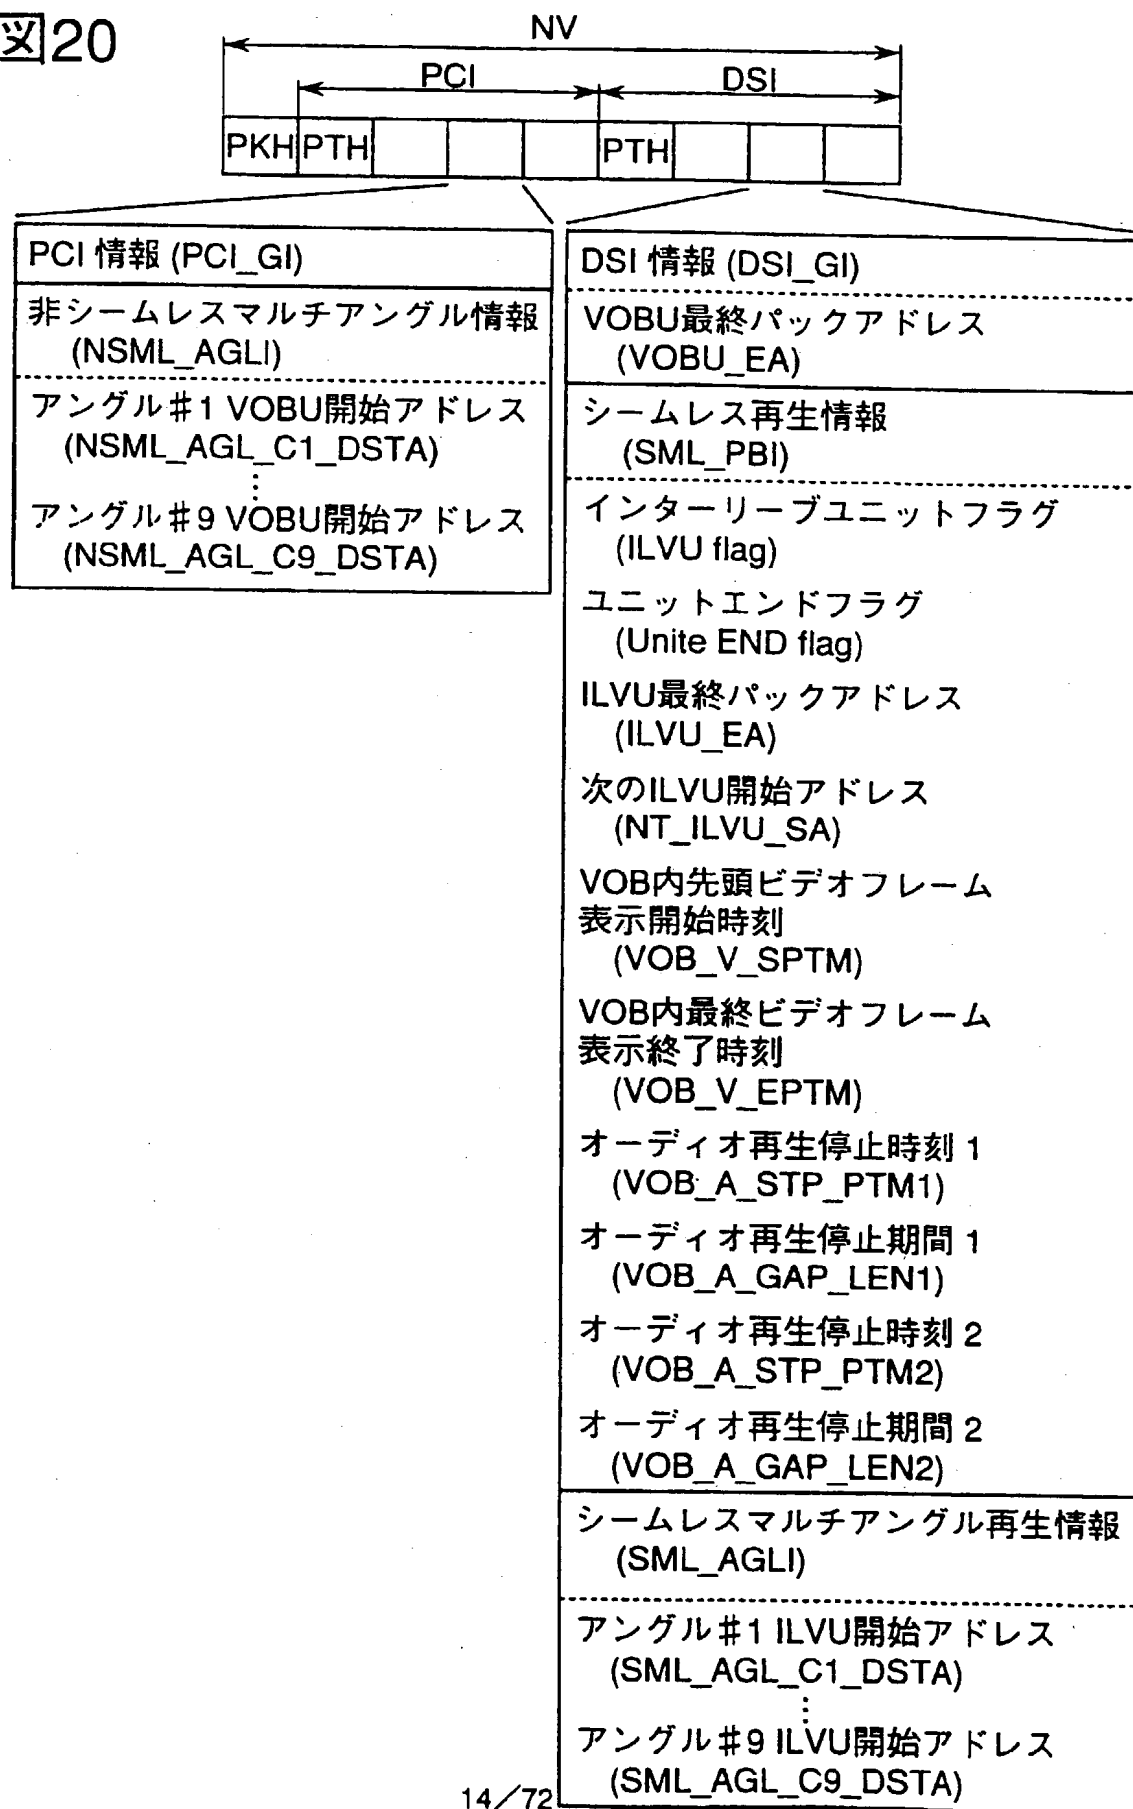 図20
NV
PCI
DSI
PKH PTH PTH
PCI 情報 (PCI_GI)
非シームレスマルチアングル情報
(NSML_AGLI)
アングル♯1 VOBU開始アドレス
(NSML_AGL_C1_DSTA)
⋮
アングル♯9 VOBU開始アドレス
(NSML_AGL_C9_DSTA)
DSI 情報 (DSI_GI)
VOBU最終パックアドレス
(VOBU_EA)
シームレス再生情報
(SML_PBI)
インターリーブユニットフラグ
(ILVU flag)
ユニットエンドフラグ
(Unite END flag)
ILVU最終パックアドレス
(ILVU_EA)
次のILVU開始アドレス
(NT_ILVU_SA)
VOB内先頭ビデオフレーム
表示開始時刻
(VOB_V_SPTM)
VOB内最終ビデオフレーム
表示終了時刻
(VOB_V_EPTM)
オーディオ再生停止時刻 1
(VOB_A_STP_PTM1)
オーディオ再生停止期間 1
(VOB_A_GAP_LEN1)
オーディオ再生停止時刻 2
(VOB_A_STP_PTM2)
オーディオ再生停止期間 2
(VOB_A_GAP_LEN2)
シームレスマルチアングル再生情報
(SML_AGLI)
アングル♯1 ILVU開始アドレス
(SML_AGL_C1_DSTA)
⋮
アングル♯9 ILVU開始アドレス
(SML_AGL_C9_DSTA)
14/72